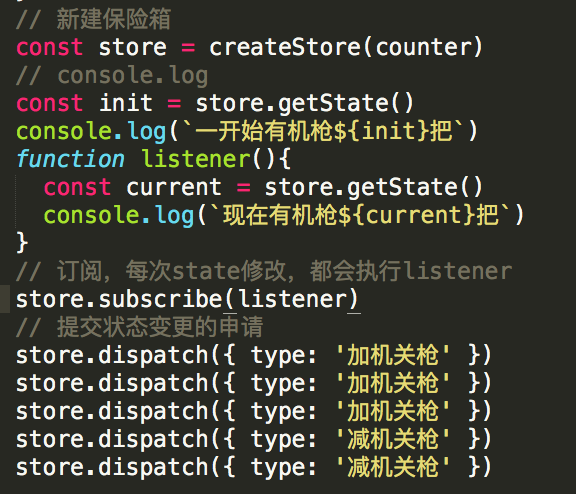 // 新建保险箱
const store = createStore(counter)
// console.log
const init = store.getState()
console.log(`一开始有机枪${init}把`)
function listener(){
  const current = store.getState()
  console.log(`现在有机枪${current}把`)
}
// 订阅，每次state修改，都会执行listener
store.subscribe(listener)
// 提交状态变更的申请
store.dispatch({ type: '加机关枪' })
store.dispatch({ type: '加机关枪' })
store.dispatch({ type: '加机关枪' })
store.dispatch({ type: '减机关枪' })
store.dispatch({ type: '减机关枪' })